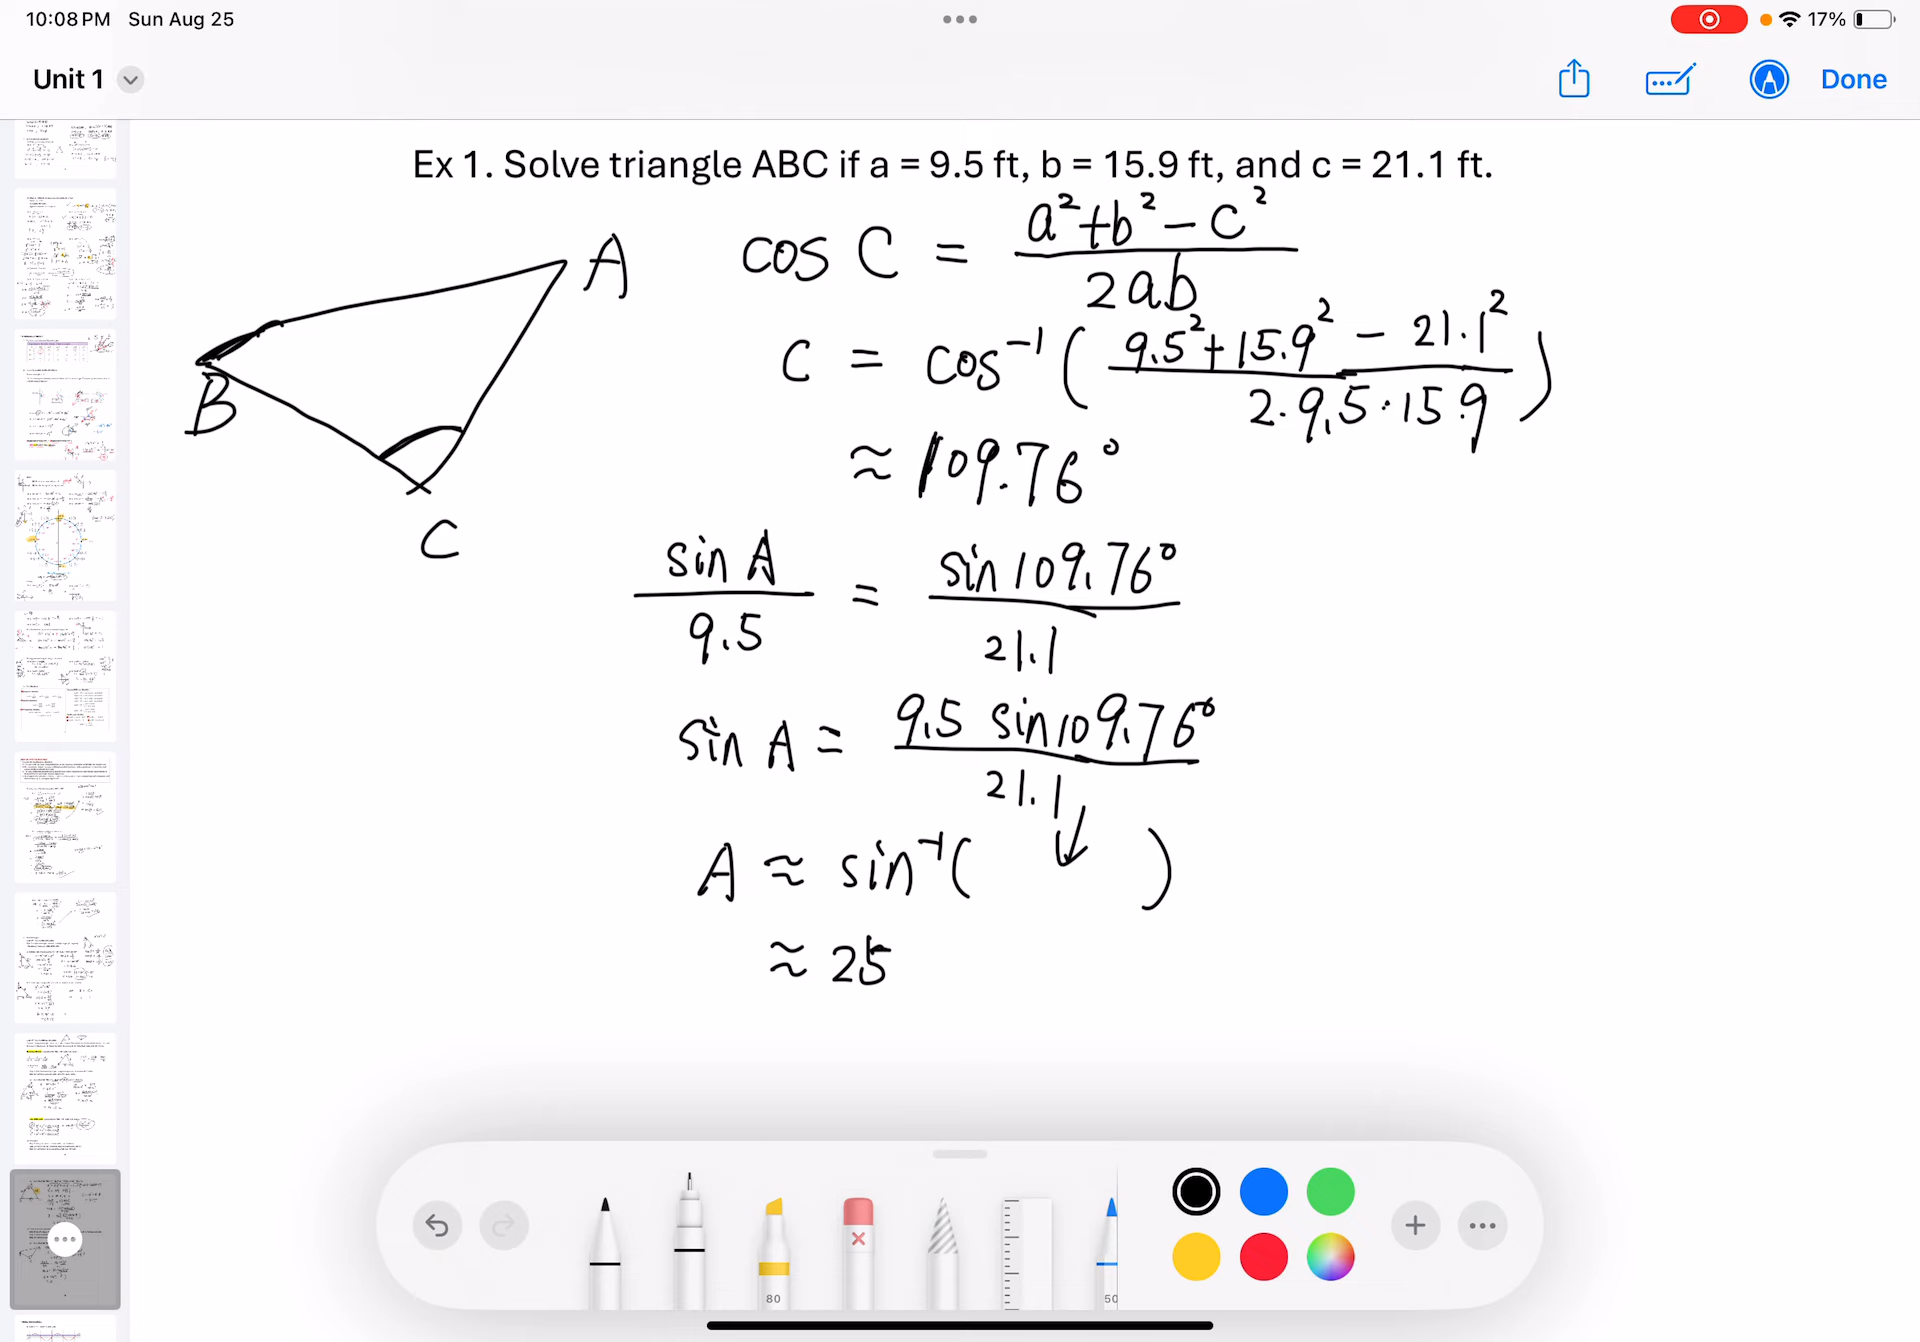 10:08 PM Sun Aug 25
17%
Unit 1
Done
Ex 1. Solve triangle ABC if a = 9.5 ft, b = 15.9 ft, and c = 21.1 ft.
A
B
C
cos C = (a² + b² − c²) / 2ab
C = cos⁻¹ ( (9.5² + 15.9² − 21.1²) / 2·9.5·15.9 )
≈ 109.76°
sin A / 9.5 = sin 109.76° / 21.1
sin A = 9.5 sin 109.76° / 21.1
A ≈ sin⁻¹ ( ↓ )
≈ 25
80
50